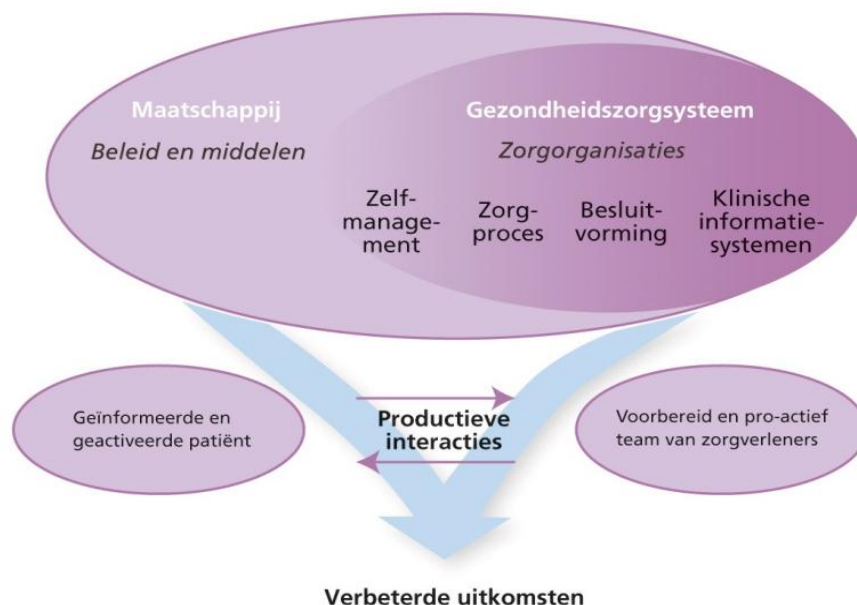 Maatschappij
Beleid en middelen
Gezondheidszorgsysteem
Zorgorganisaties
Zelf-
manage-
ment
Zorg-
proces
Besluit-
vorming
Klinische
informatie-
systemen
Geïnformeerde en
geactiveerde patiënt
Productieve
interacties
Voorbereid en pro-actief
team van zorgverleners
Verbeterde uitkomsten